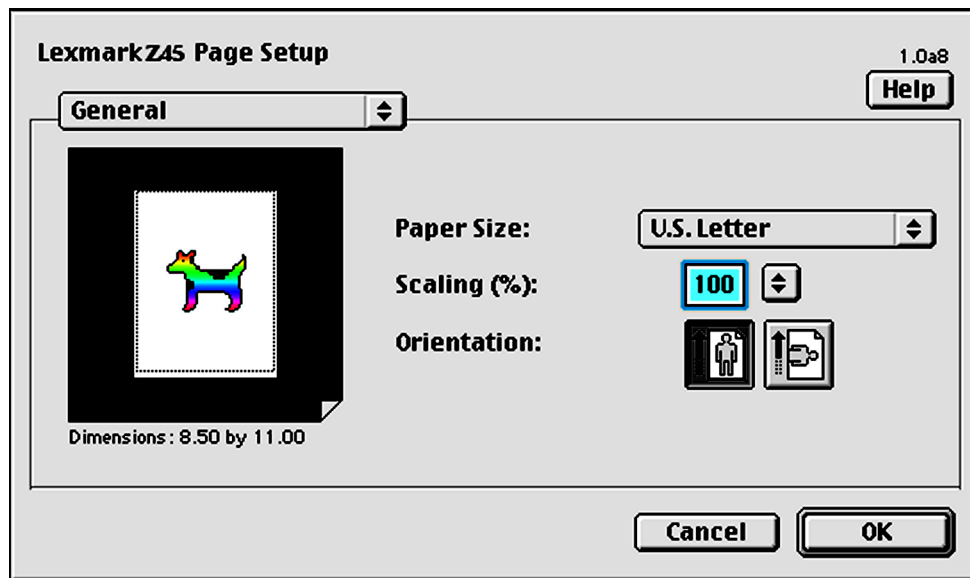 Lexmark Z45 Page Setup
1.0a8
Help
General
Paper Size: U.S. Letter
Scaling (%): 100
Orientation:
Dimensions: 8.50 by 11.00
Cancel OK